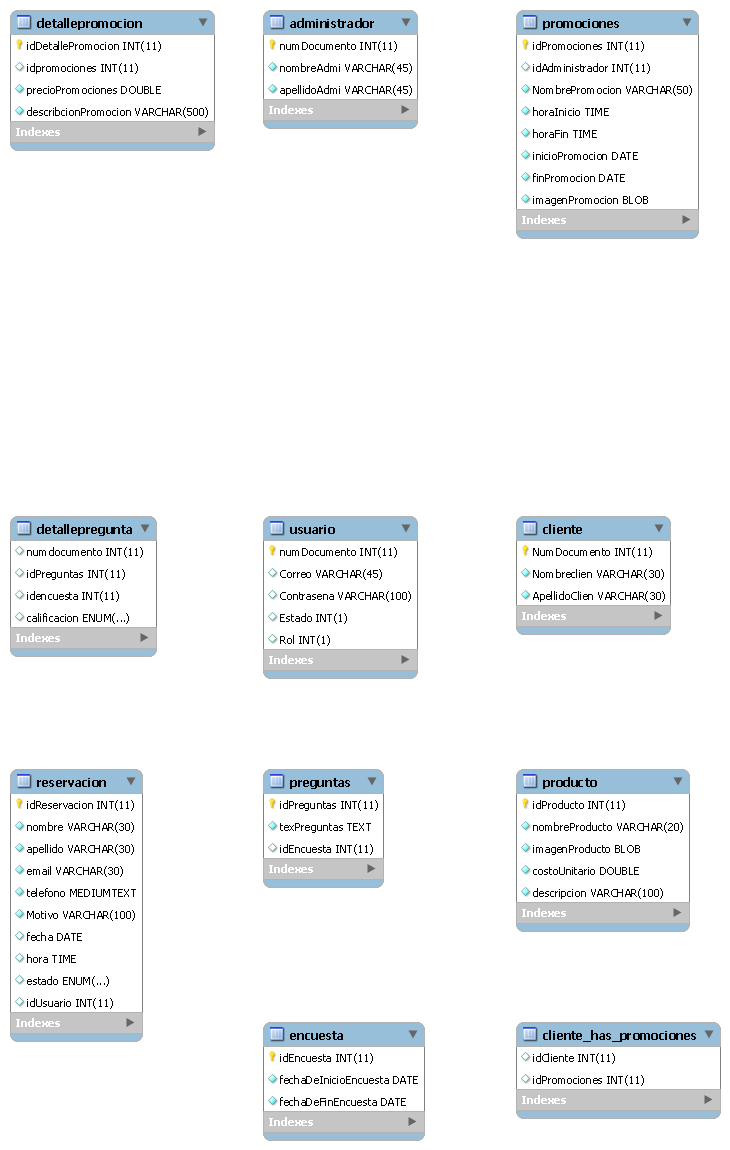 detallepromocion
idDetallePromocion INT(11)
idpromociones INT(11)
precioPromociones DOUBLE
describcionPromocion VARCHAR(500)
Indexes
administrador
numDocumento INT(11)
nombreAdmi VARCHAR(45)
apellidoAdmi VARCHAR(45)
Indexes
promociones
idPromociones INT(11)
idAdministrador INT(11)
NombrePromocion VARCHAR(50)
horaInicio TIME
horaFin TIME
inicioPromocion DATE
finPromocion DATE
imagenPromocion BLOB
Indexes
detallepregunta
numdocumento INT(11)
idPreguntas INT(11)
idencuesta INT(11)
calificacion ENUM(...)
Indexes
usuario
numDocumento INT(11)
Correo VARCHAR(45)
Contrasena VARCHAR(100)
Estado INT(1)
Rol INT(1)
Indexes
cliente
NumDocumento INT(11)
Nombreclien VARCHAR(30)
ApellidoClien VARCHAR(30)
Indexes
reservacion
idReservacion INT(11)
nombre VARCHAR(30)
apellido VARCHAR(30)
email VARCHAR(30)
telefono MEDIUMTEXT
Motivo VARCHAR(100)
fecha DATE
hora TIME
estado ENUM(...)
idUsuario INT(11)
Indexes
preguntas
idPreguntas INT(11)
texPreguntas TEXT
idEncuesta INT(11)
Indexes
producto
idProducto INT(11)
nombreProducto VARCHAR(20)
imagenProducto BLOB
costoUnitario DOUBLE
descripcion VARCHAR(100)
Indexes
encuesta
idEncuesta INT(11)
fechaDeInicioEncuesta DATE
fechaDeFinEncuesta DATE
Indexes
cliente_has_promociones
idCliente INT(11)
idPromociones INT(11)
Indexes